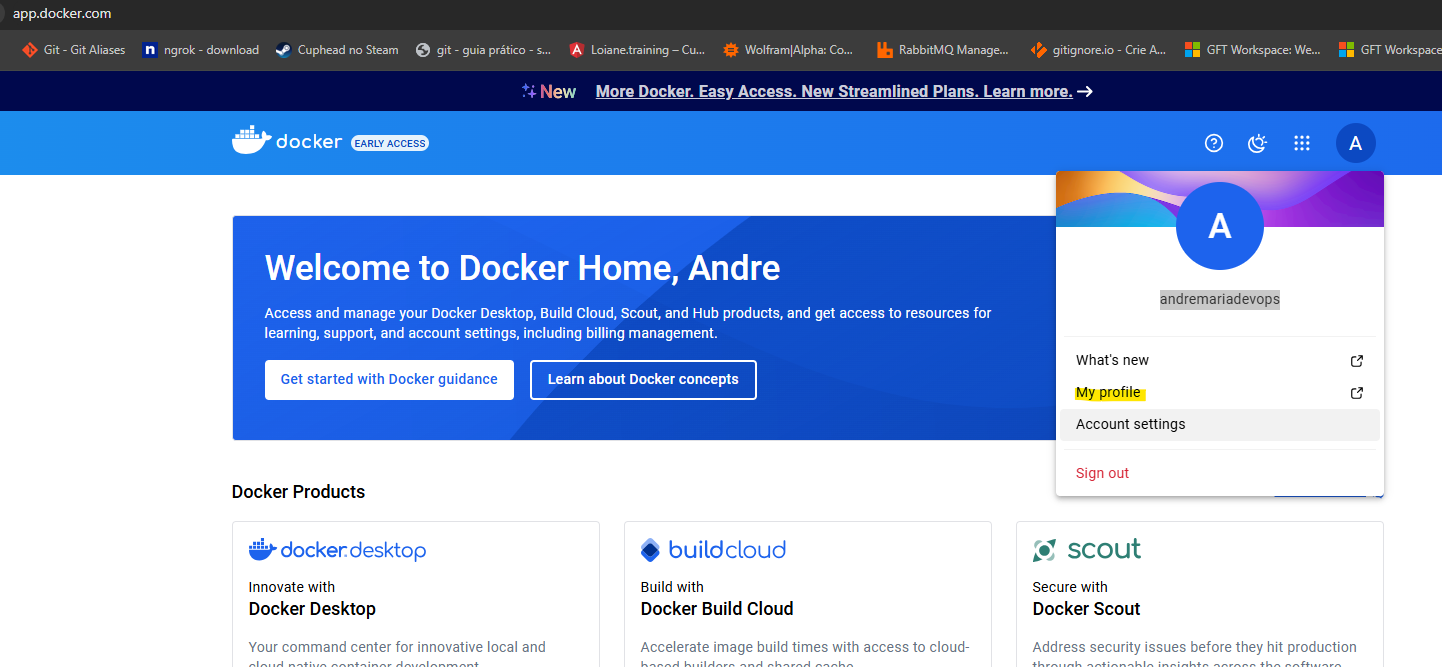 app.docker.com
Git - Git Aliases
ngrok - download
Cuphead no Steam
git - guia prático - s...
Loiane.training – Cu...
Wolfram|Alpha: Co...
RabbitMQ Manage...
gitignore.io - Crie A...
GFT Workspace: We...
GFT Workspace
New More Docker. Easy Access. New Streamlined Plans. Learn more.
docker EARLY ACCESS
A
A
andremariadevops
What's new
My profile
Account settings
Sign out
Welcome to Docker Home, Andre
Access and manage your Docker Desktop, Build Cloud, Scout, and Hub products, and get access to resources for
learning, support, and account settings, including billing management.
Get started with Docker guidance
Learn about Docker concepts
Docker Products
docker desktop
Innovate with
Docker Desktop
Your command center for innovative local and
cloud native container development.
build cloud
Build with
Docker Build Cloud
Accelerate image build times with access to cloud-
based builders and shared cache.
scout
Secure with
Docker Scout
Address security issues before they hit production
through actionable insights across the software